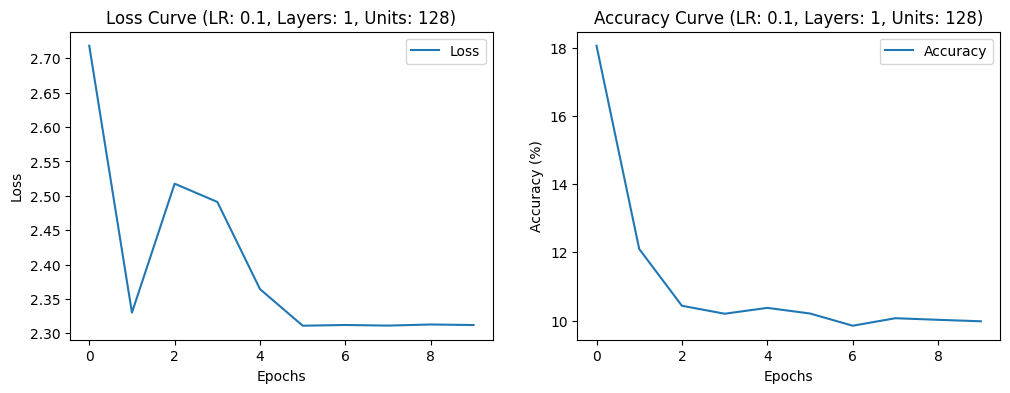 Loss Curve (LR: 0.1, Layers: 1, Units: 128)
Loss
2.70
2.65
2.60
2.55
2.50
2.45
2.40
2.35
2.30
Loss
0 2 4 6 8
Epochs
Accuracy Curve (LR: 0.1, Layers: 1, Units: 128)
Accuracy
18
16
14
12
10
Accuracy (%)
0 2 4 6 8
Epochs